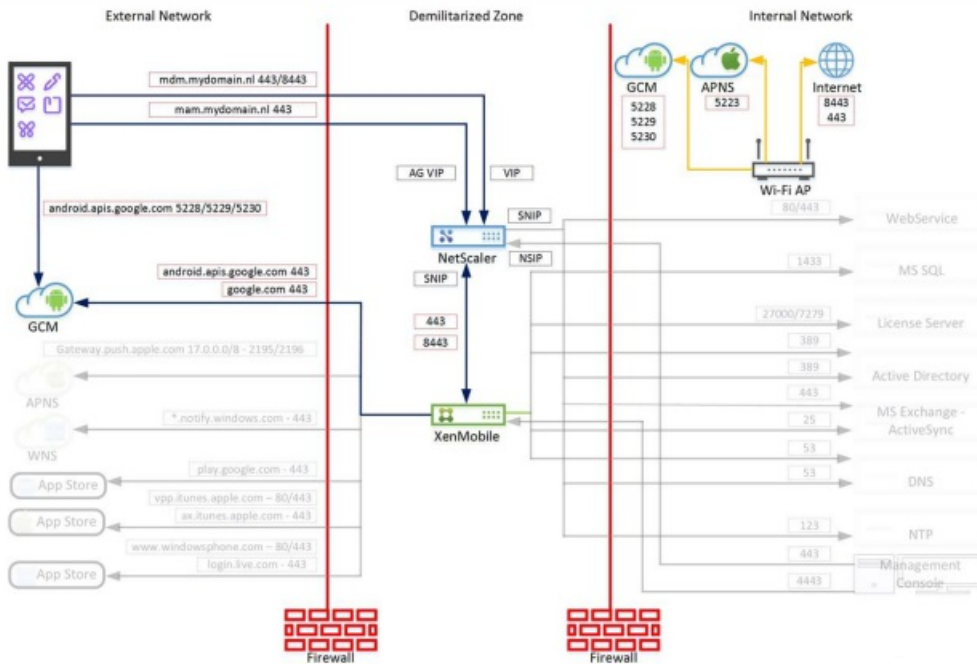 External Network
Demilitarized Zone
Internal Network
mdm.mydomain.nl 443/8443
mam.mydomain.nl 443
GCM
5228
5229
5230
APNS
5223
Internet
8443
443
Wi-Fi AP
AG VIP
VIP
android.apis.google.com 5228/5229/5230
SNIP
NetScaler
NSIP
SNIP
80/443
WebService
android.apis.google.com 443
google.com 443
GCM
443
8443
1433
MS SQL
27000/7279
License Server
389
Gateway.push.apple.com 17.0.0.0/8 - 2195/2196
APNS
389
Active Directory
443
XenMobile
*.notify.windows.com - 443
WNS
MS Exchange -
ActiveSync
25
53
play.google.com - 443
App Store
53
DNS
vpp.itunes.apple.com – 80/443
ax.itunes.apple.com - 443
App Store
123
NTP
www.windowsphone.com – 80/443
login.live.com - 443
App Store
443
Management
Console
4443
Firewall
Firewall